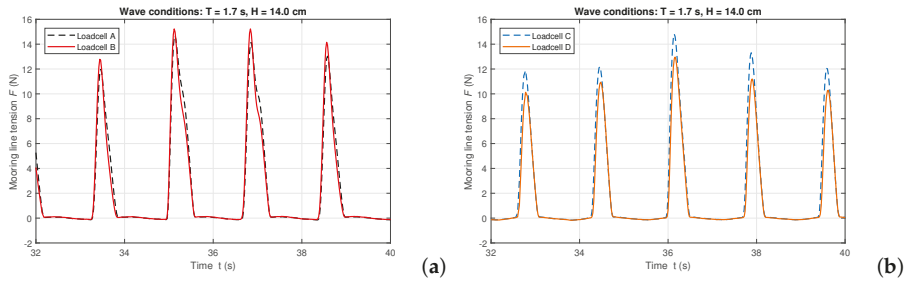 Wave conditions: T = 1.7 s, H = 14.0 cm
Loadcell A
Loadcell B
Mooring line tension F (N)
16
14
12
10
8
6
4
2
0
-2
32
34
36
38
40
Time t (s)
(a)
Wave conditions: T = 1.7 s, H = 14.0 cm
Loadcell C
Loadcell D
Mooring line tension F (N)
16
14
12
10
8
6
4
2
0
-2
32
34
36
38
40
Time t (s)
(b)